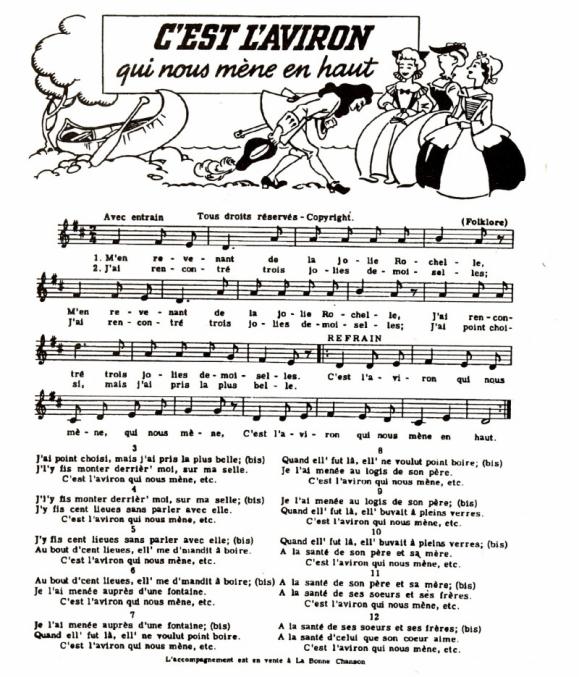 C'EST L'AVIRON
qui nous mène en haut
Avec entrain Tous droits réservés - Copyright. (Folklore)
1. M'en re - ve - nant de la jo - lie Ro - chel - le,
2. J'ai ren - con - tré trois jo - lies de - moi - sel - les;
M'en re - ve - nant de la jo - lie Ro - chel - le, J'ai ren - con-
J'ai ren - con - tré trois jo - lies de - moi - sel - les; J'ai point choi-
REFRAIN
tré trois jo - lies de - moi - sel - les. C'est l'a - vi - ron qui nous
si, mais j'ai pris la plus bel - le.
mè - ne, qui nous mè - ne, C'est l'a - vi - ron qui nous mène en haut.
3
J'ai point choisi, mais j'ai pris la plus belle; (bis)
J'l'y fis monter derrièr' moi, sur ma selle.
C'est l'aviron qui nous mène, etc.
4
J'l'y fis monter derrièr' moi, sur ma selle; (bis)
J'y fis cent lieues sans parler avec elle.
C'est l'aviron qui nous mène, etc.
5
J'y fis cent lieues sans parler avec elle; (bis)
Au bout d'cent lieues, ell' me d'mandit à boire.
C'est l'aviron qui nous mène, etc.
6
Au bout d'cent lieues, ell' me d'mandit à boire; (bis)
Je l'ai menée auprès d'une fontaine.
C'est l'aviron qui nous mène, etc.
7
Je l'ai menée auprès d'une fontaine; (bis)
Quand ell' fut là, ell' ne voulut point boire.
C'est l'aviron qui nous mène, etc.
8
Quand ell' fut là, ell' ne voulut point boire; (bis)
Je l'ai menée au logis de son père.
C'est l'aviron qui nous mène, etc.
9
Je l'ai menée au logis de son père; (bis)
Quand ell' fut là, ell' buvait à pleins verres.
C'est l'aviron qui nous mène, etc.
10
Quand ell' fut là, ell' buvait à pleins verres; (bis)
A la santé de son père et sa mère.
C'est l'aviron qui nous mène, etc.
11
A la santé de son père et sa mère; (bis)
A la santé de ses soeurs et ses frères.
C'est l'aviron qui nous mène, etc.
12
A la santé de ses soeurs et ses frères; (bis)
A la santé d'celui que son coeur aime.
C'est l'aviron qui nous mène, etc.
L'accompagnement est en vente à La Bonne Chanson